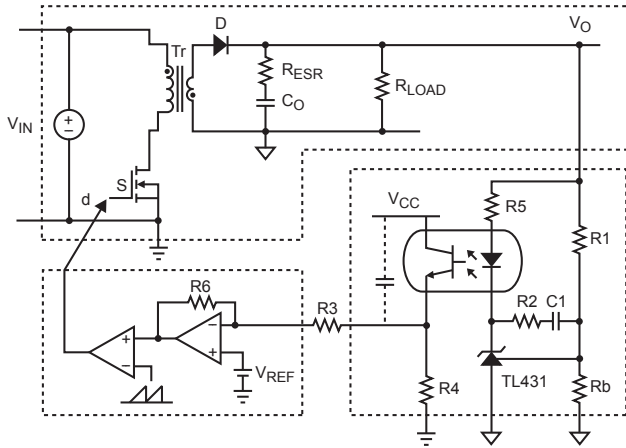 D
V_O
Tr
R_ESR
C_O
R_LOAD
V_IN
+
−
S
d
V_CC
R5
R1
R6
R2
C1
R3
+
−
−
+
V_REF
R4
TL431
Rb